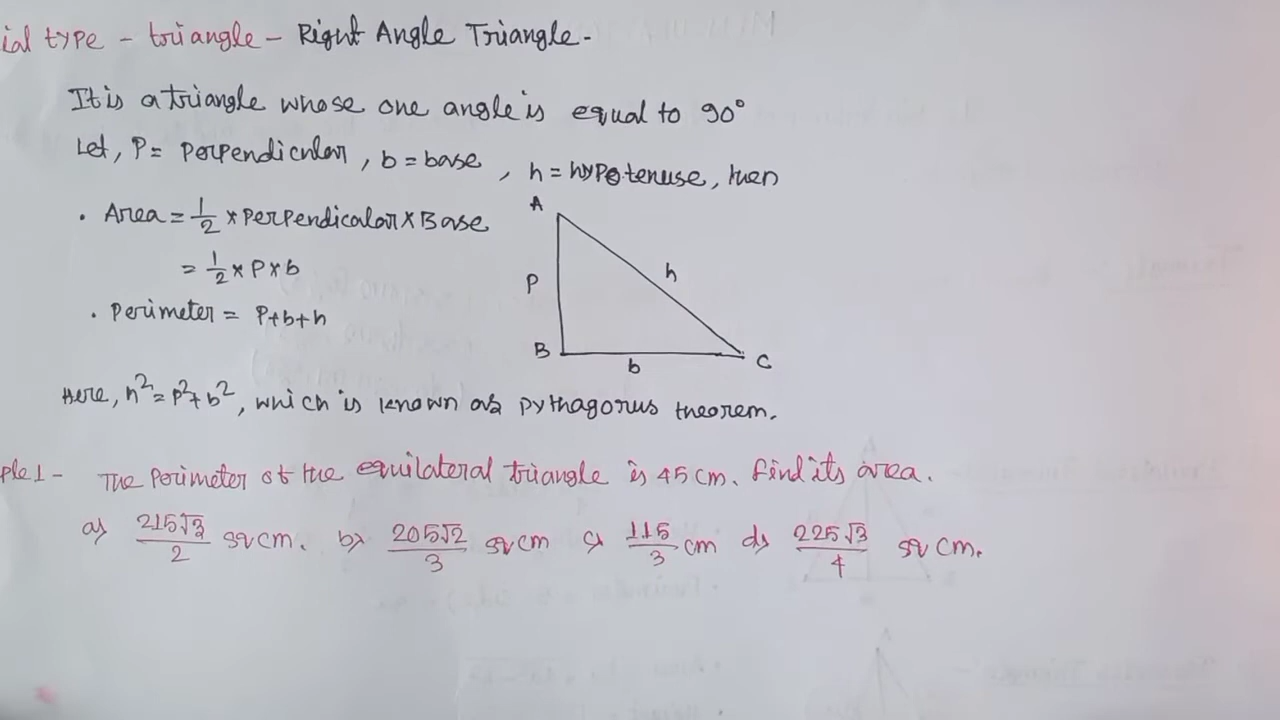 ial type - triangle - Right Angle Triangle-
It is a triangle whose one angle is equal to 90°
Let, P = Perpendicular, b = base, h = hypotenuse, then
. Area = 1/2 × Perpendicular × Base
= 1/2 × P × b
. Perimeter = P+b+h
A
P
h
B
b
C
Here, h² = p² + b², which is known as pythagorus theorem.
ple 1 - The Perimeter of the equilateral triangle is 45 cm. Find its area.
a) 215√3/2 sq cm. b) 205√2/3 sq cm c) 115/3 cm d) 225√3/4 sq cm.